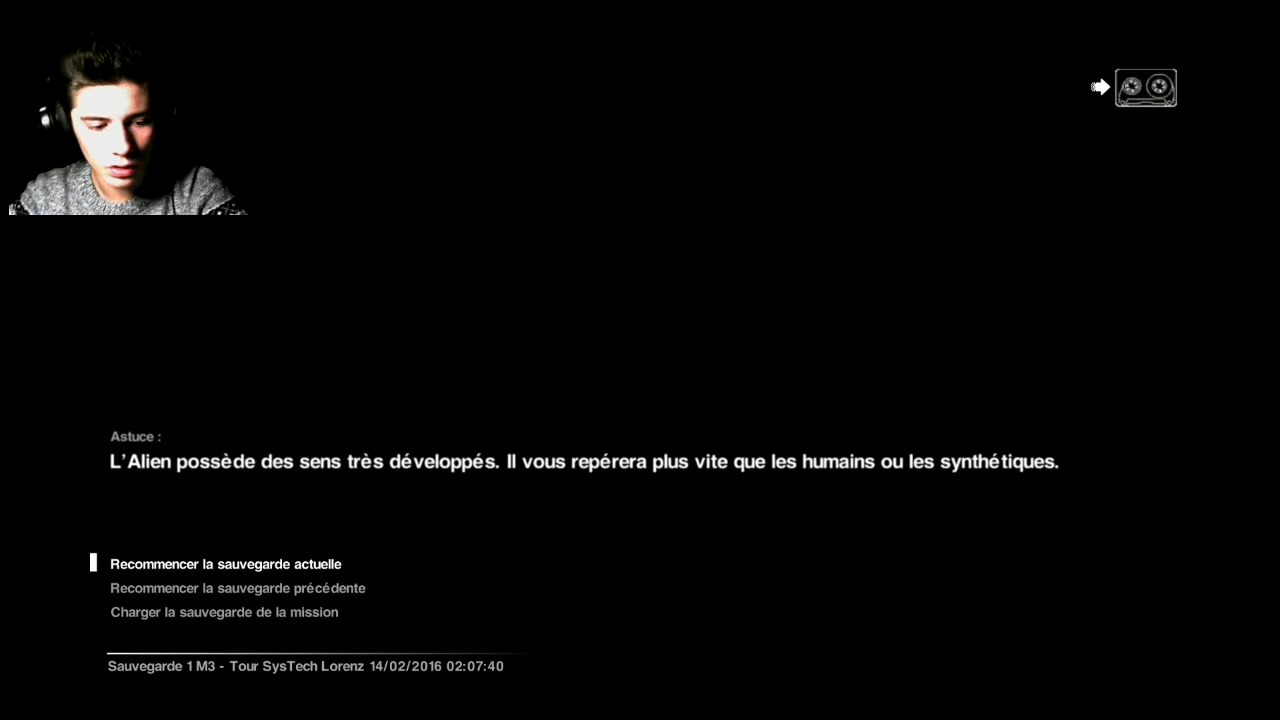 Astuce :
L'Alien possède des sens très développés. Il vous repérera plus vite que les humains ou les synthétiques.
Recommencer la sauvegarde actuelle
Recommencer la sauvegarde précédente
Charger la sauvegarde de la mission
Sauvegarde 1 M3 - Tour SysTech Lorenz 14/02/2016 02:07:40